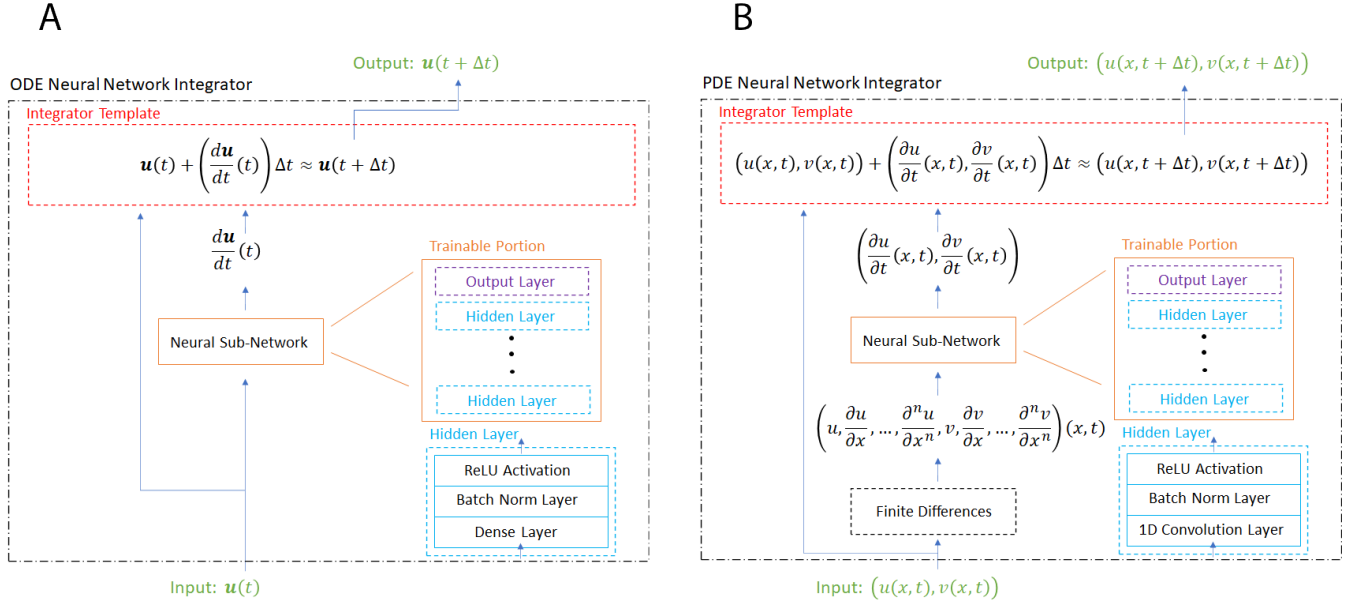 A
Output: u(t + Δt)
ODE Neural Network Integrator
Integrator Template
u(t) + (du/dt (t)) Δt ≈ u(t + Δt)
du/dt (t)
Trainable Portion
Output Layer
Hidden Layer
Neural Sub-Network
Hidden Layer
Hidden Layer
ReLU Activation
Batch Norm Layer
Dense Layer
Input: u(t)
B
Output: (u(x, t + Δt), v(x, t + Δt))
PDE Neural Network Integrator
Integrator Template
(u(x, t), v(x, t)) + (∂u/∂t (x, t), ∂v/∂t (x, t)) Δt ≈ (u(x, t + Δt), v(x, t + Δt))
(∂u/∂t (x, t), ∂v/∂t (x, t))
Trainable Portion
Output Layer
Hidden Layer
Neural Sub-Network
Hidden Layer
(u, ∂u/∂x, ..., ∂ⁿu/∂xⁿ, v, ∂v/∂x, ..., ∂ⁿv/∂xⁿ) (x, t)
Hidden Layer
ReLU Activation
Batch Norm Layer
1D Convolution Layer
Finite Differences
Input: (u(x, t), v(x, t))